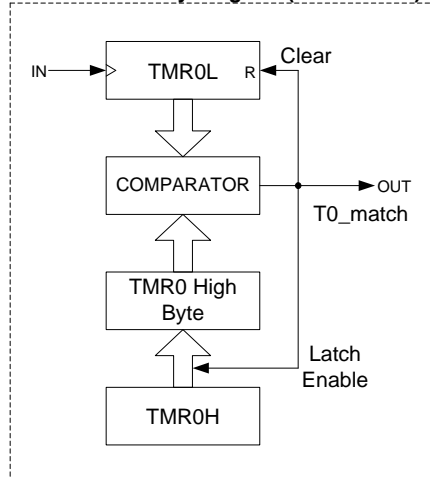 IN
TMR0L
R
Clear
COMPARATOR
OUT
T0_match
TMR0 High
Byte
Latch
Enable
TMR0H